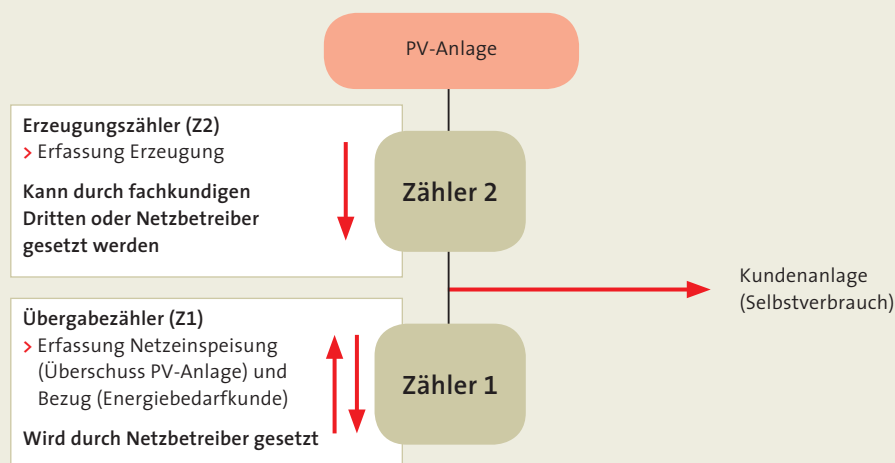 PV-Anlage
Erzeugungszähler (Z2)
> Erfassung Erzeugung
Kann durch fachkundigen
Dritten oder Netzbetreiber
gesetzt werden
Zähler 2
Kundenanlage
(Selbstverbrauch)
Übergabezähler (Z1)
> Erfassung Netzeinspeisung
(Überschuss PV-Anlage) und
Bezug (Energiebedarfkunde)
Wird durch Netzbetreiber gesetzt
Zähler 1